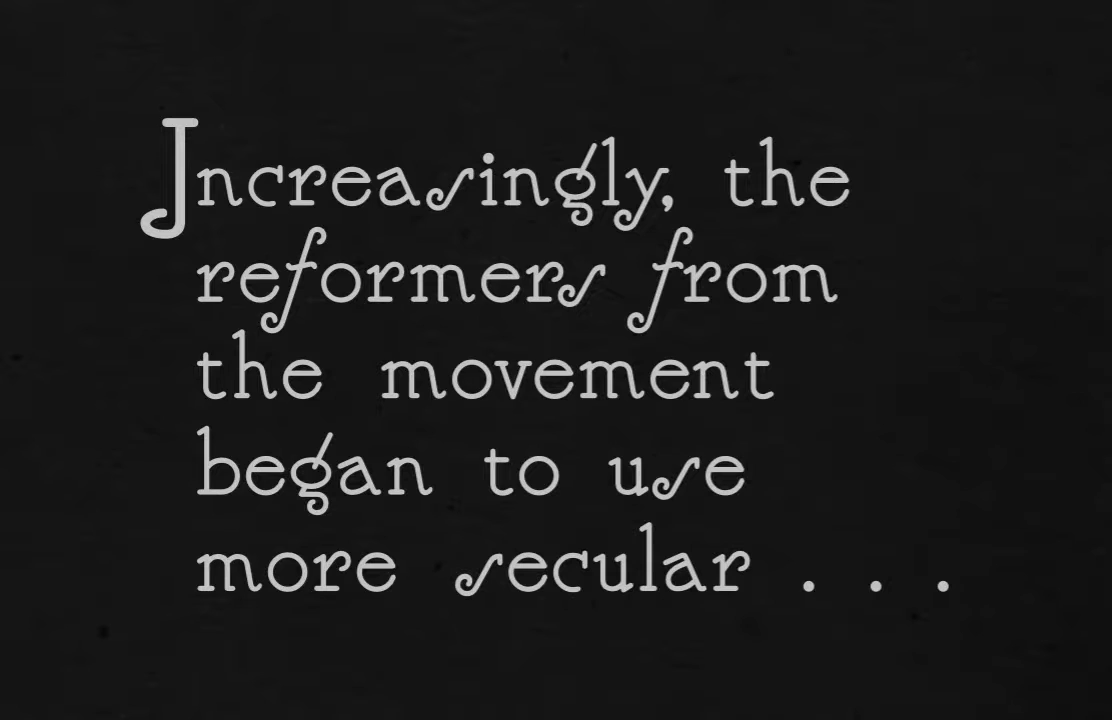 Increasingly, the
reformers from
the movement
began to use
more secular . . .